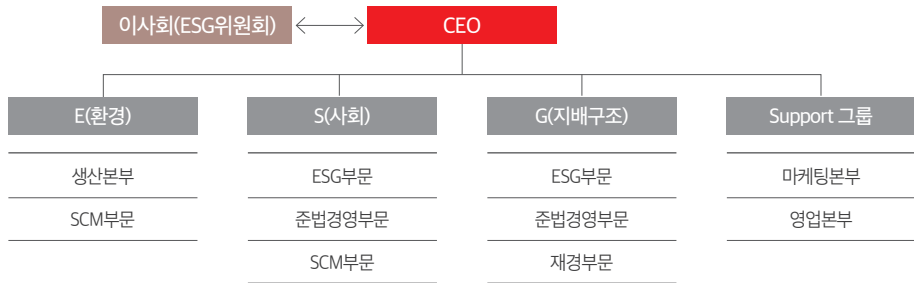 이사회(ESG위원회) CEO
E(환경) S(사회) G(지배구조) Support 그룹
생산본부 ESG부문 ESG부문 마케팅본부
SCM부문 준법경영부문 준법경영부문 영업본부
SCM부문 재경부문